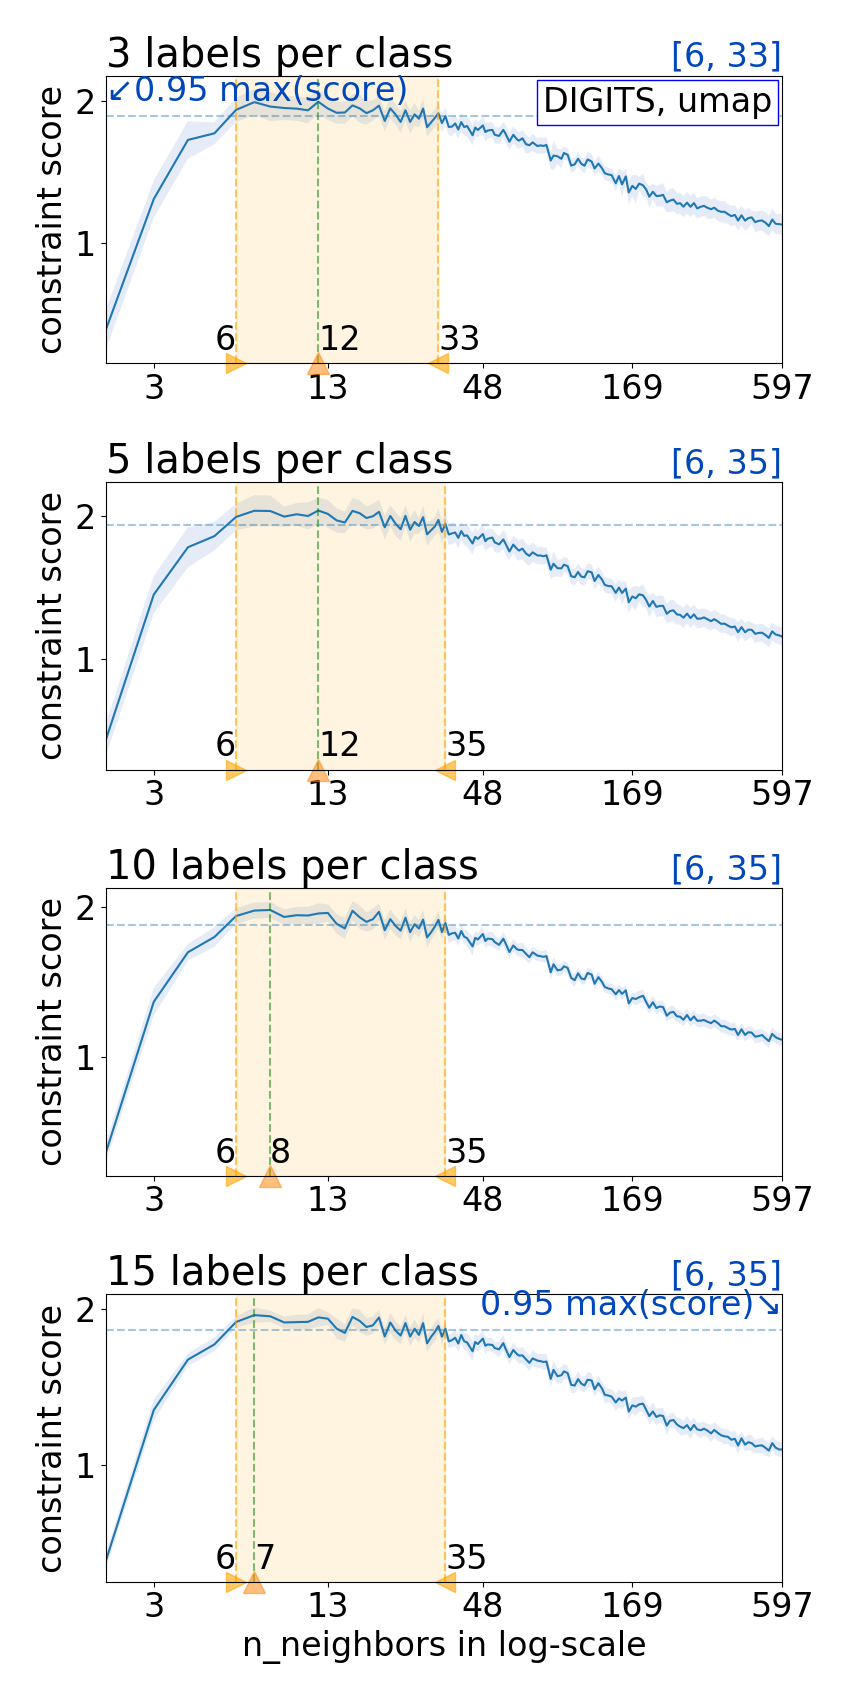 3 labels per class [6, 33]
↙0.95 max(score)
DIGITS, umap
constraint score
2
1
6 12 33
3 13 48 169 597
5 labels per class [6, 35]
constraint score
2
1
6 12 35
3 13 48 169 597
10 labels per class [6, 35]
constraint score
2
1
6 8 35
3 13 48 169 597
15 labels per class [6, 35]
0.95 max(score)↘
constraint score
2
1
6 7 35
3 13 48 169 597
n_neighbors in log-scale